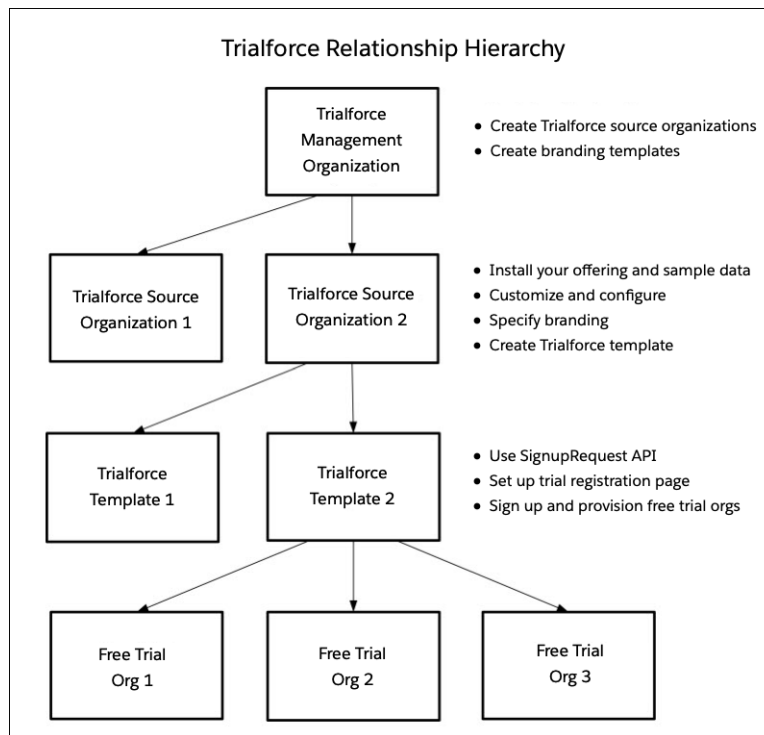 Trialforce Relationship Hierarchy
Trialforce
Management
Organization
• Create Trialforce source organizations
• Create branding templates
Trialforce Source
Organization 1
Trialforce Source
Organization 2
• Install your offering and sample data
• Customize and configure
• Specify branding
• Create Trialforce template
Trialforce
Template 1
Trialforce
Template 2
• Use SignupRequest API
• Set up trial registration page
• Sign up and provision free trial orgs
Free Trial
Org 1
Free Trial
Org 2
Free Trial
Org 3